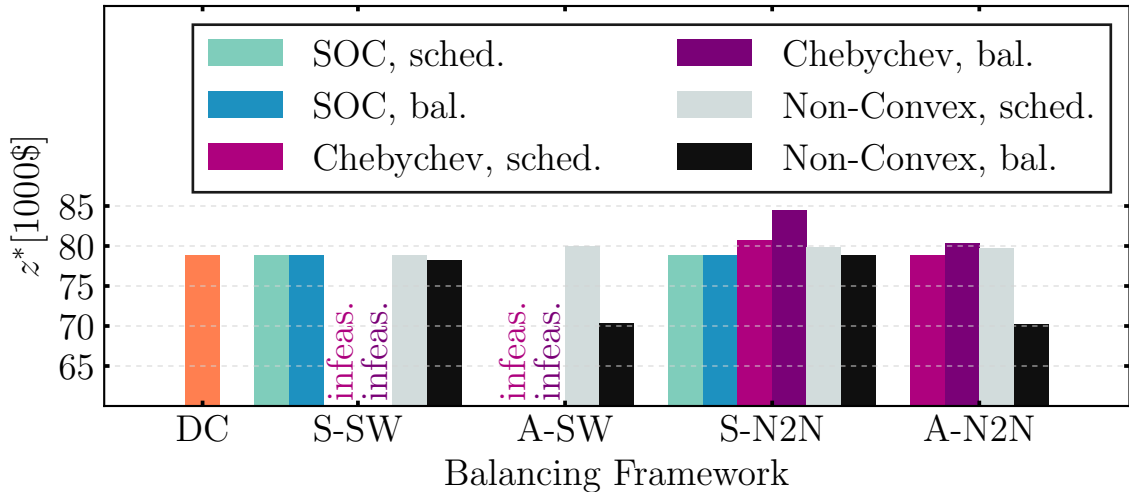 SOC, sched.
SOC, bal.
Chebychev, sched.
Chebychev, bal.
Non-Convex, sched.
Non-Convex, bal.
z* [1000$]
85
80
75
70
65
infeas.
infeas.
infeas.
infeas.
DC
S-SW
A-SW
S-N2N
A-N2N
Balancing Framework